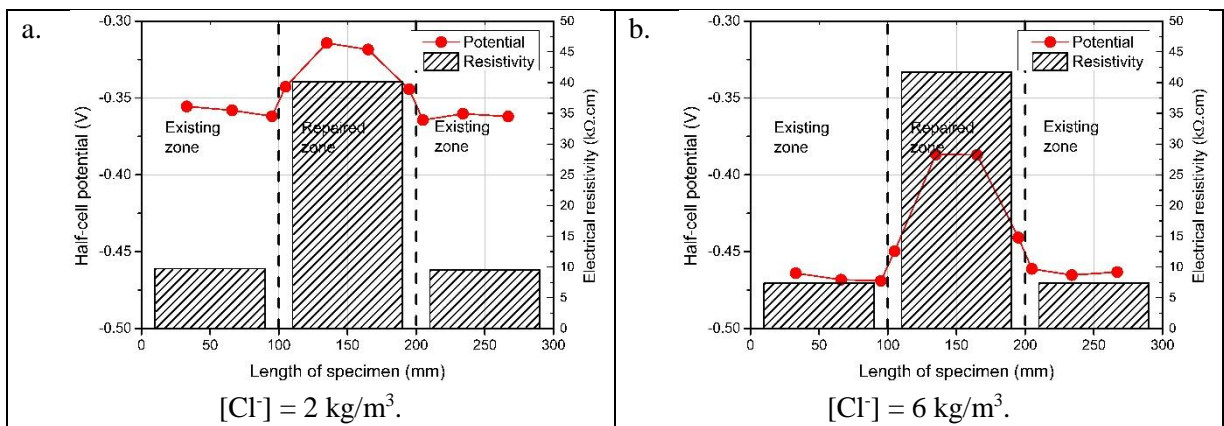 a.
-0.30
-0.35
-0.40
-0.45
-0.50
Half-cell potential (V)
Potential
Resistivity
Existing
zone
Repaired
zone
Existing
zone
50
45
40
35
30
25
20
15
10
5
0
Electrical resistivity (kΩ.cm)
0 50 100 150 200 250 300
Length of specimen (mm)
[Cl-] = 2 kg/m³.
b.
-0.30
-0.35
-0.40
-0.45
-0.50
Half-cell potential (V)
Potential
Resistivity
Existing
zone
Repaired
zone
Existing
zone
50
45
40
35
30
25
20
15
10
5
0
Electrical resistivity (kΩ.cm)
0 50 100 150 200 250 300
Length of specimen (mm)
[Cl-] = 6 kg/m³.